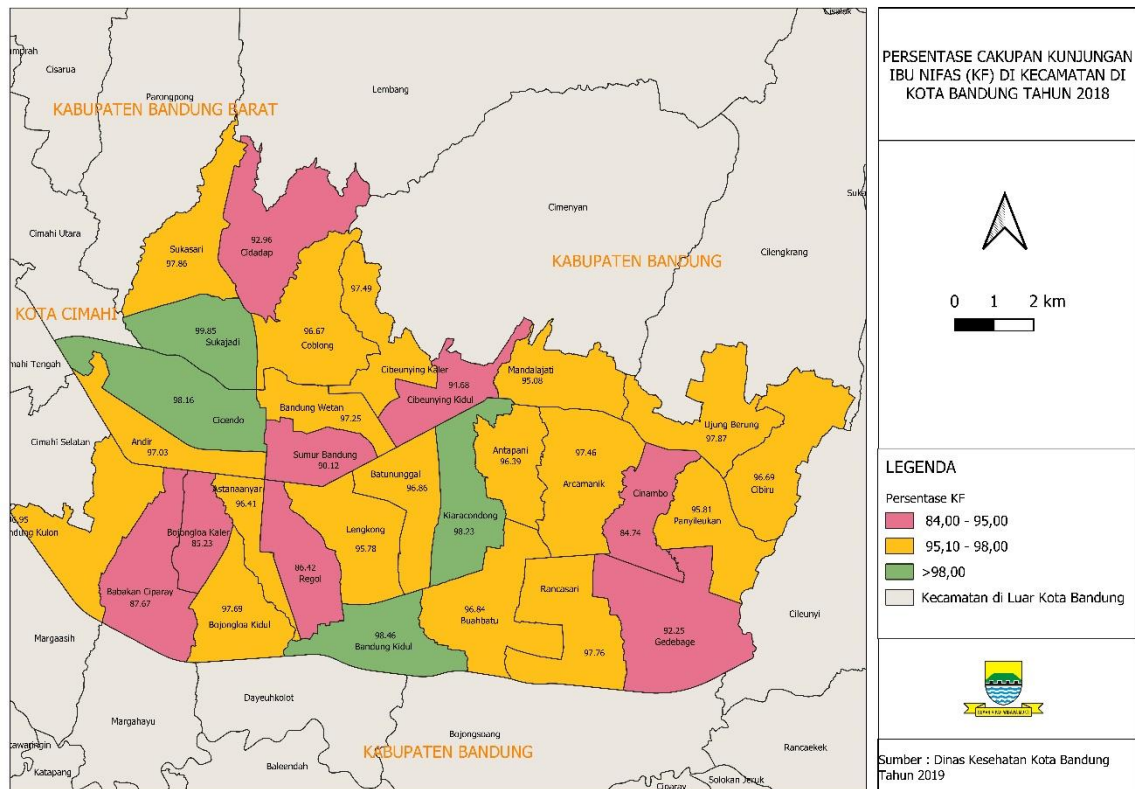 Cisarua
Parongpong
Lembang
KABUPATEN BANDUNG BARAT
Cimahi Utara
Cimenyan
Cilengkrang
KABUPATEN BANDUNG
KOTA CIMAHI
Sukasari
97.86
92.96
Cidadap
97.49
96.67
Coblong
99.85
Sukajadi
mahi Tengah
98.16
Cicendo
Cibeunying Kaler
Cibeunying Kidul
Mandalajati
95.08
Bandung Wetan
97.25
Ujung Berung
97.87
Cimahi Selatan
Andir
97.03
Sumur Bandung
90.12
Batununggal
96.86
Antapani
96.39
97.46
Arcamanik
96.69
Cibiru
Cinambo
84.74
95.81
Panyileukan
Astanaanyar
96.41
Bojongloa Kaler
85.23
Kiaracondong
98.23
Lengkong
95.78
ndung Kulon
86.42
Regol
Babakan Ciparay
87.67
97.69
Bojongloa Kidul
Rancasari
97.76
96.84
Buahbatu
98.46
Bandung Kidul
92.25
Gedebage
Cileunyi
Margaasih
Dayeuhkolot
Margahayu
Bojongsoang
KABUPATEN BANDUNG
Rancaekek
Katapang
Baleendah
Ciparay
Solokan Jeruk
PERSENTASE CAKUPAN KUNJUNGAN
IBU NIFAS (KF) DI KECAMATAN DI
KOTA BANDUNG TAHUN 2018
0 1 2 km
LEGENDA
Persentase KF
84,00 - 95,00
95,10 - 98,00
>98,00
Kecamatan di Luar Kota Bandung
Sumber : Dinas Kesehatan Kota Bandung
Tahun 2019